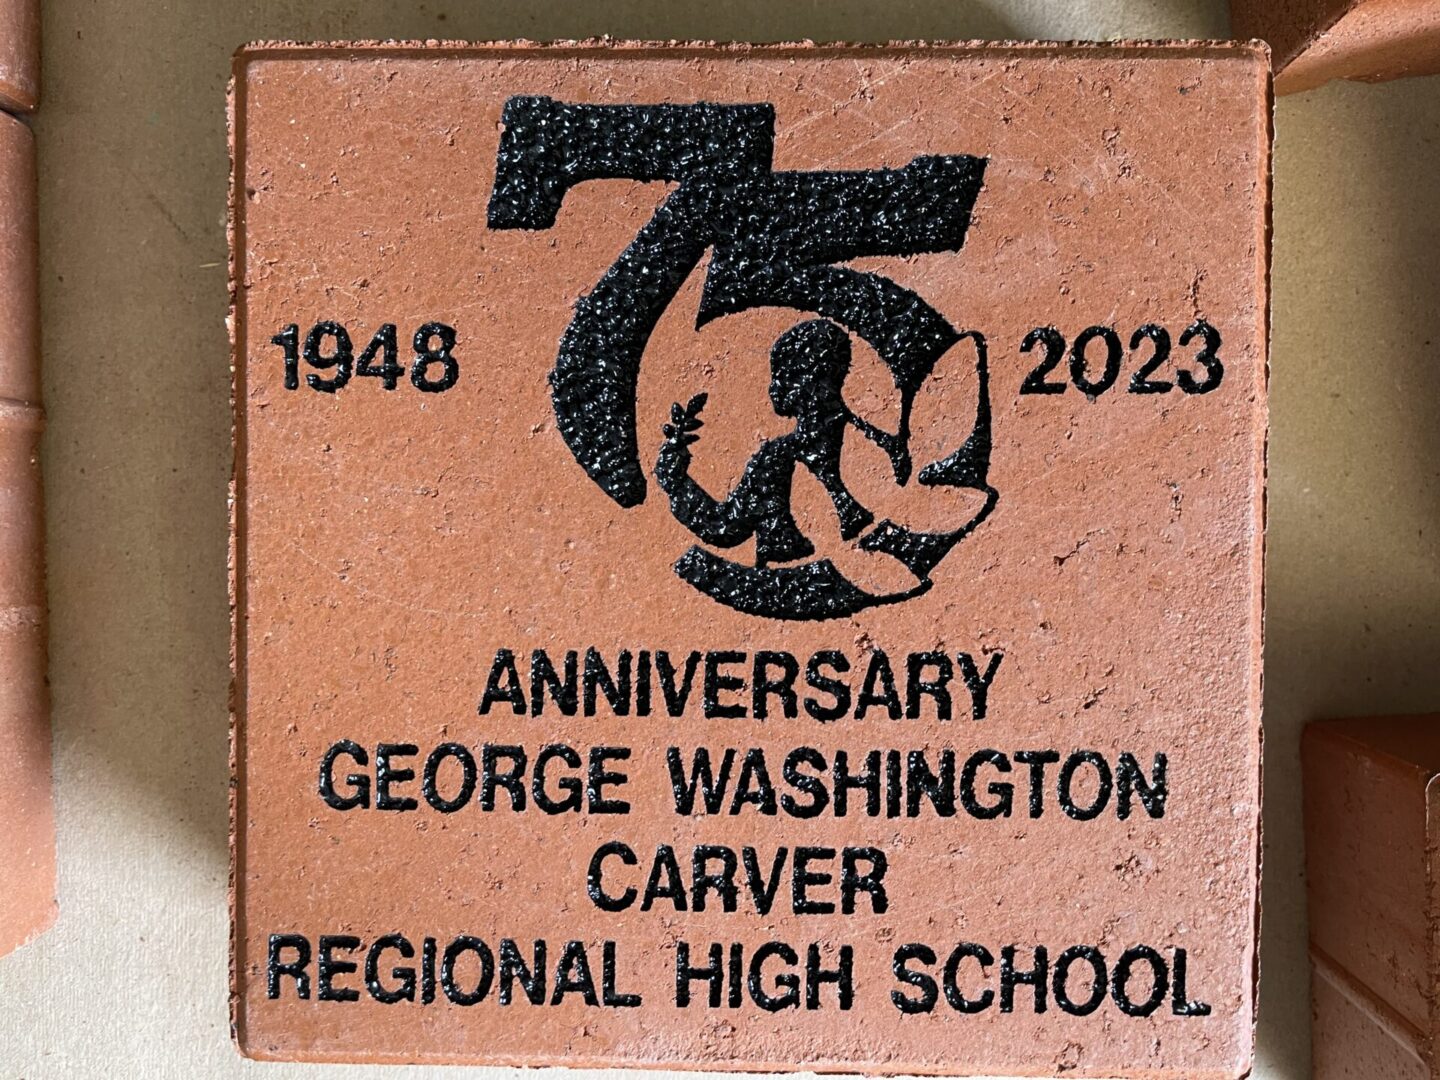 75
1948 2023
ANNIVERSARY
GEORGE WASHINGTON
CARVER
REGIONAL HIGH SCHOOL